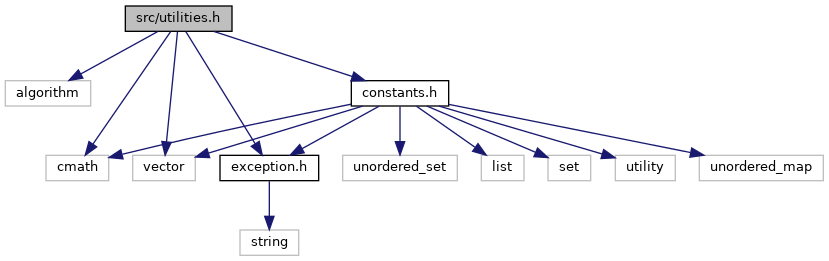 src/utilities.h
algorithm
constants.h
cmath
vector
exception.h
unordered_set
list
set
utility
unordered_map
string